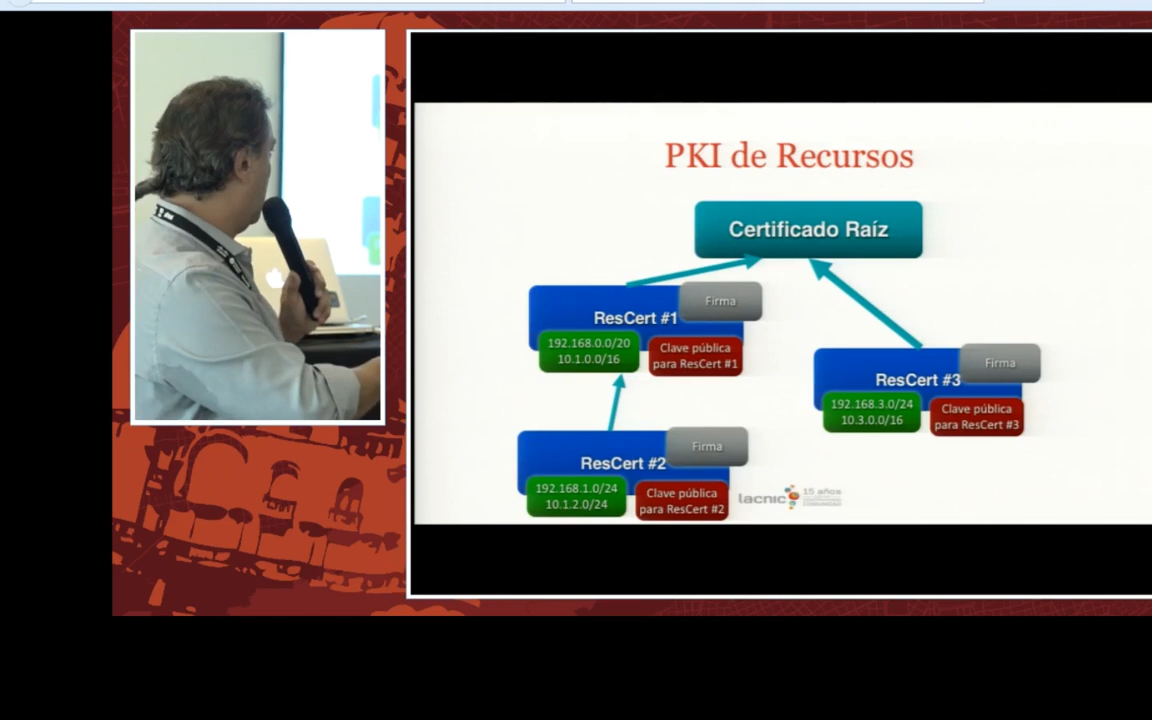 PKI de Recursos
Certificado Raíz
ResCert #1
Firma
192.168.0.0/20
10.1.0.0/16
Clave pública
para ResCert #1
ResCert #3
Firma
192.168.3.0/24
10.3.0.0/16
Clave pública
para ResCert #3
ResCert #2
Firma
192.168.1.0/24
10.1.2.0/24
Clave pública
para ResCert #2
lacnic
15 años